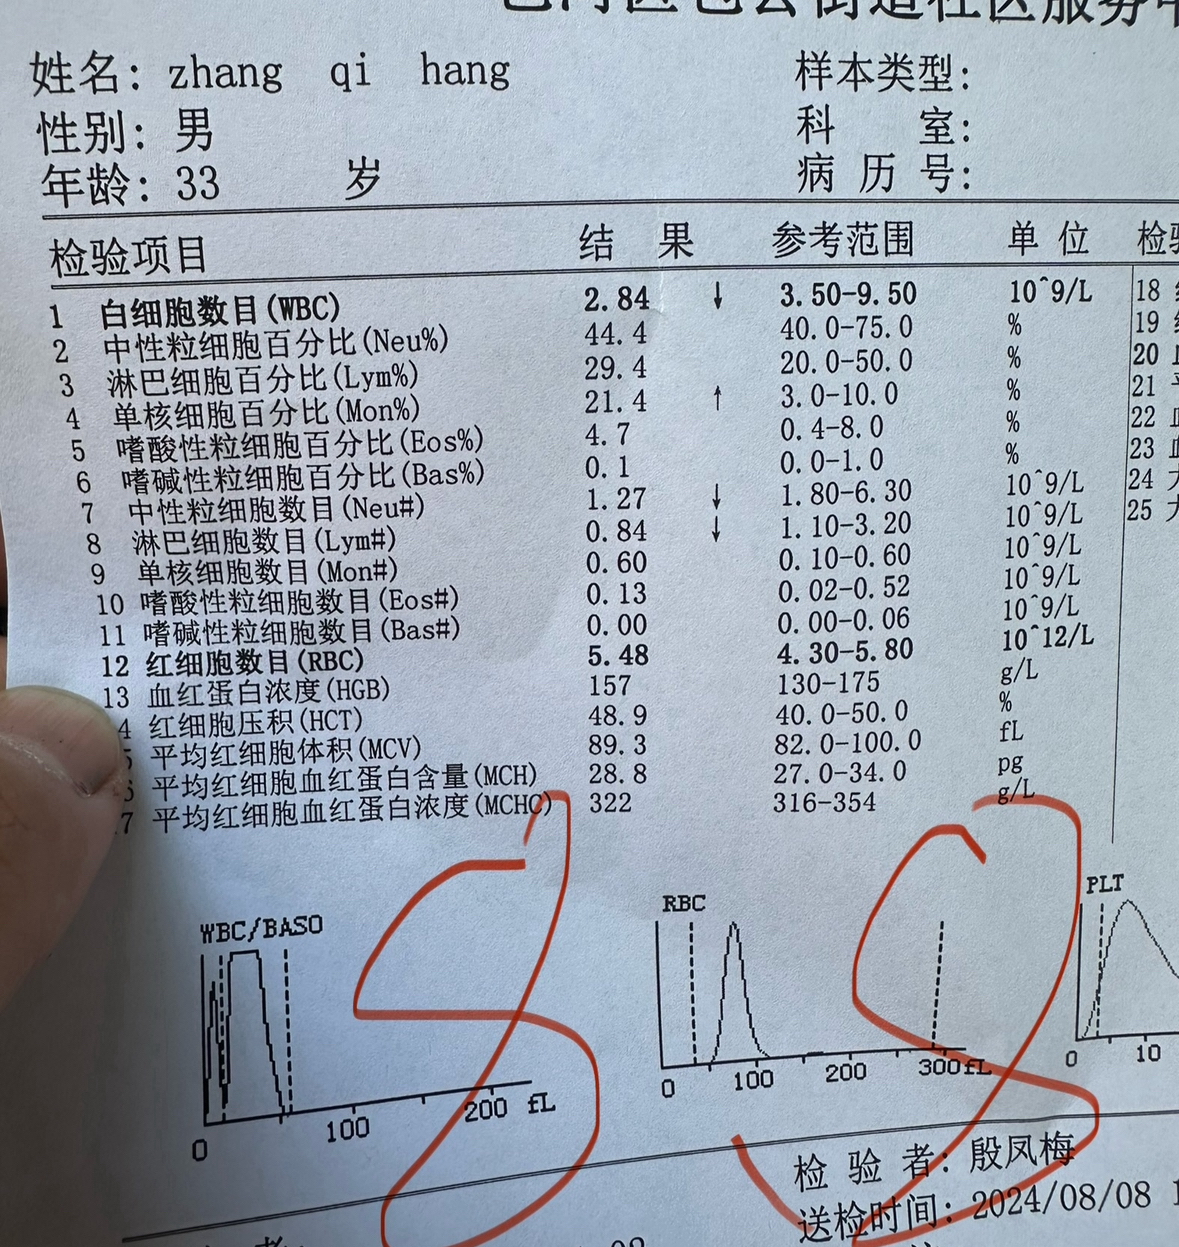 姓名: zhang qi hang 样本类型:
性别: 男 科 室:
年龄: 33 岁 病 历 号:
检验项目 结 果 参考范围 单 位
1 白细胞数目(WBC) 2.84 ↓ 3.50-9.50 10^9/L 18
2 中性粒细胞百分比(Neu%) 44.4 40.0-75.0 % 19
3 淋巴细胞百分比(Lym%) 29.4 20.0-50.0 % 20
4 单核细胞百分比(Mon%) 21.4 ↑ 3.0-10.0 % 21
5 嗜酸性粒细胞百分比(Eos%) 4.7 0.4-8.0 % 22
6 嗜碱性粒细胞百分比(Bas%) 0.1 0.0-1.0 % 23
7 中性粒细胞数目(Neu#) 1.27 ↓ 1.80-6.30 10^9/L 24
8 淋巴细胞数目(Lym#) 0.84 ↓ 1.10-3.20 10^9/L 25
9 单核细胞数目(Mon#) 0.60 0.10-0.60 10^9/L
10 嗜酸性粒细胞数目(Eos#) 0.13 0.02-0.52 10^9/L
11 嗜碱性粒细胞数目(Bas#) 0.00 0.00-0.06 10^9/L
12 红细胞数目(RBC) 5.48 4.30-5.80 10^12/L
13 血红蛋白浓度(HGB) 157 130-175 g/L
4 红细胞压积(HCT) 48.9 40.0-50.0 %
平均红细胞体积(MCV) 89.3 82.0-100.0 fL
平均红细胞血红蛋白含量(MCH) 28.8 27.0-34.0 pg
7 平均红细胞血红蛋白浓度(MCHC) 322 316-354 g/L
WBC/BASO RBC PLT
0 100 200 fL 0 100 200 300fL 0 10
检 验 者: 殷凤梅
送检时间: 2024/08/08